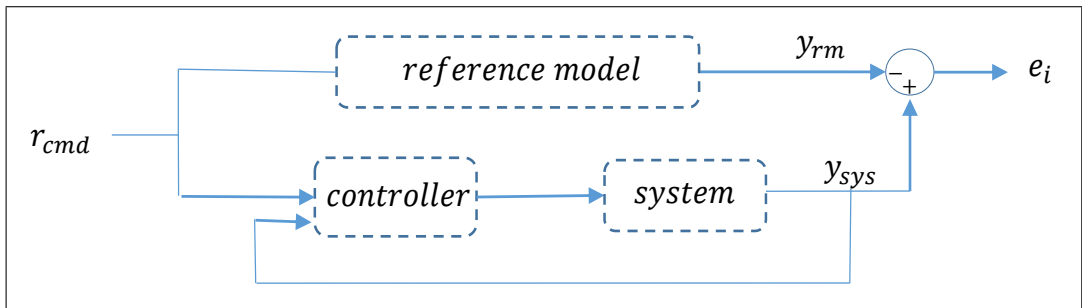 reference model
y_rm
-
+
e_i
r_cmd
controller
system
y_sys